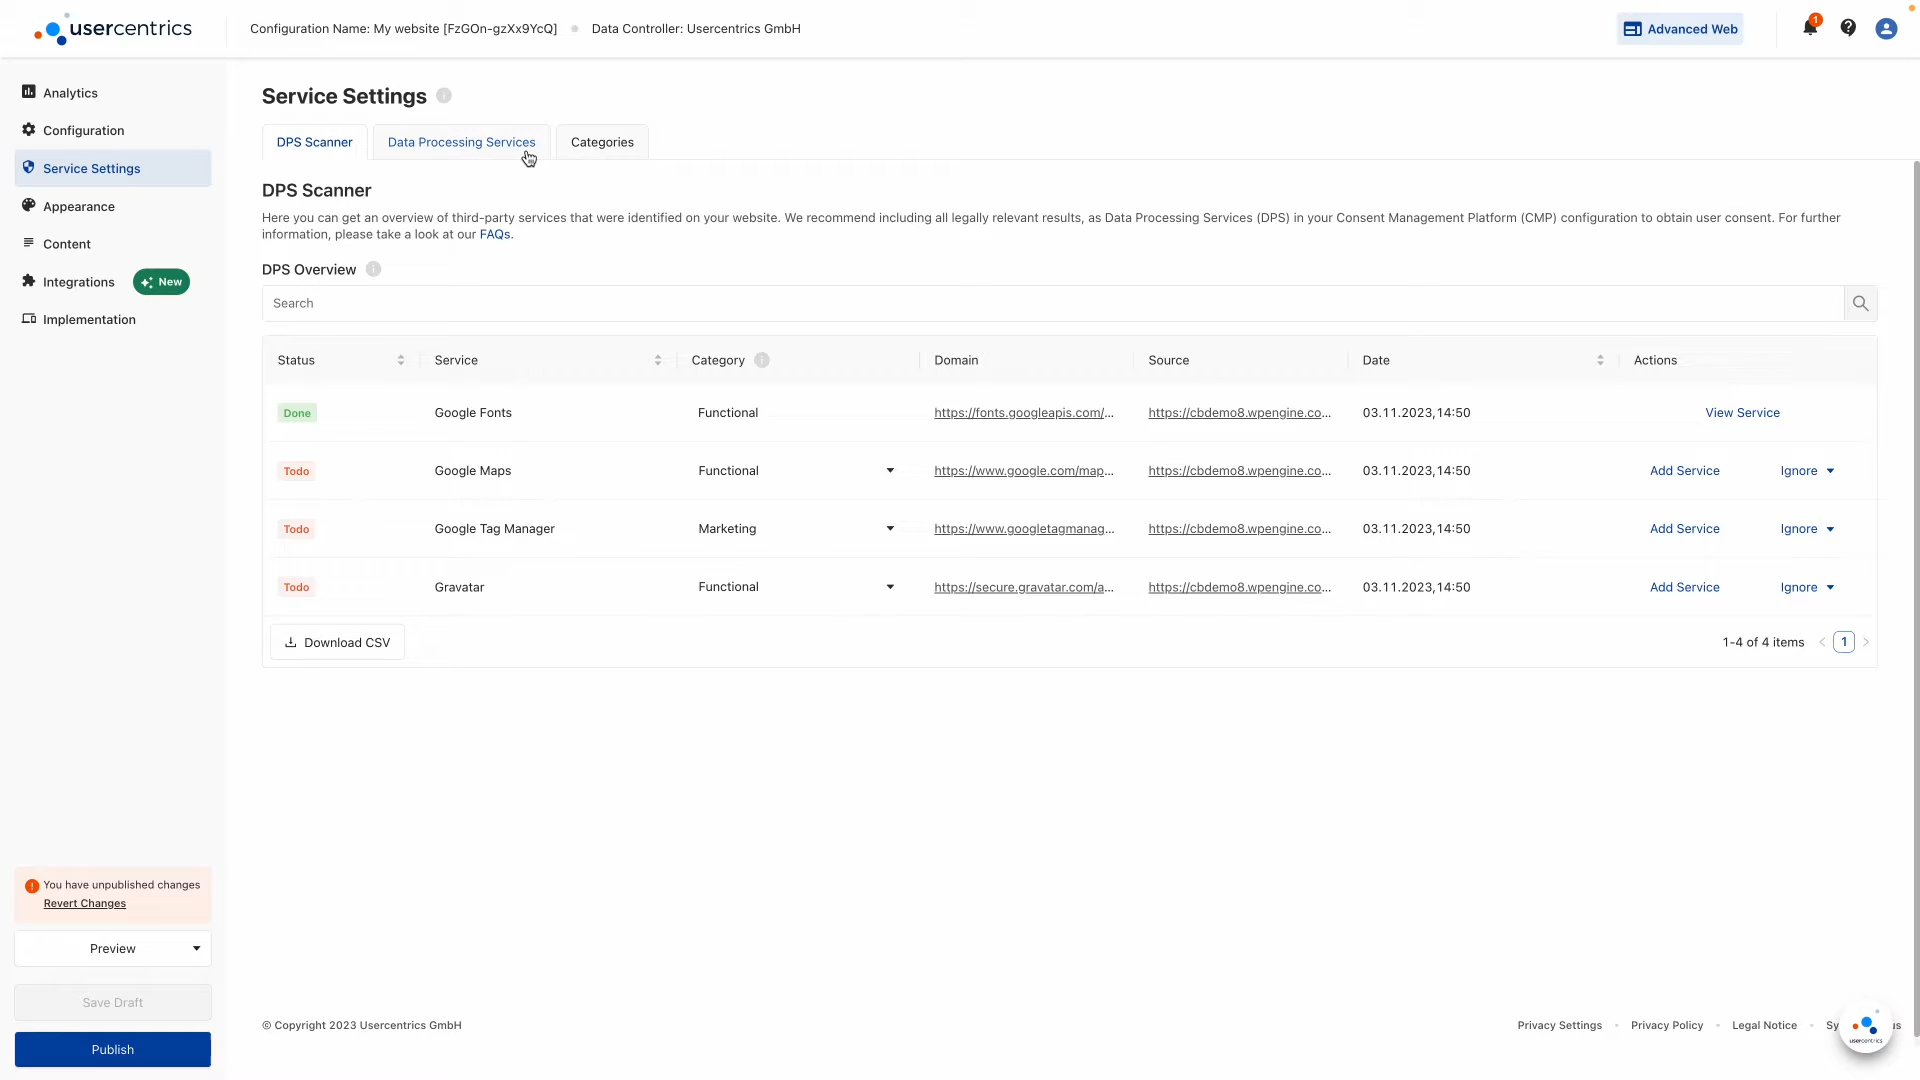 usercentrics
Configuration Name: My website [FzGOn-gzXx9YcQ]
Data Controller: Usercentrics GmbH
Advanced Web
1
Analytics
Configuration
Service Settings
Appearance
Content
Integrations
New
Implementation
Service Settings
DPS Scanner
Data Processing Services
Categories
DPS Scanner
Here you can get an overview of third-party services that were identified on your website. We recommend including all legally relevant results, as Data Processing Services (DPS) in your Consent Management Platform (CMP) configuration to obtain user consent. For further
information, please take a look at our FAQs.
DPS Overview
Search
Status Service Category Domain Source Date Actions
Done Google Fonts Functional https://fonts.googleapis.com/... https://cbdemo8.wpengine.co... 03.11.2023,14:50 View Service
Todo Google Maps Functional https://www.google.com/map... https://cbdemo8.wpengine.co... 03.11.2023,14:50 Add Service Ignore
Todo Google Tag Manager Marketing https://www.googletagmanag... https://cbdemo8.wpengine.co... 03.11.2023,14:50 Add Service Ignore
Todo Gravatar Functional https://secure.gravatar.com/a... https://cbdemo8.wpengine.co... 03.11.2023,14:50 Add Service Ignore
Download CSV
1-4 of 4 items < 1 >
You have unpublished changes
Revert Changes
Preview
Save Draft
Publish
© Copyright 2023 Usercentrics GmbH
Privacy Settings
Privacy Policy
Legal Notice
usercentrics